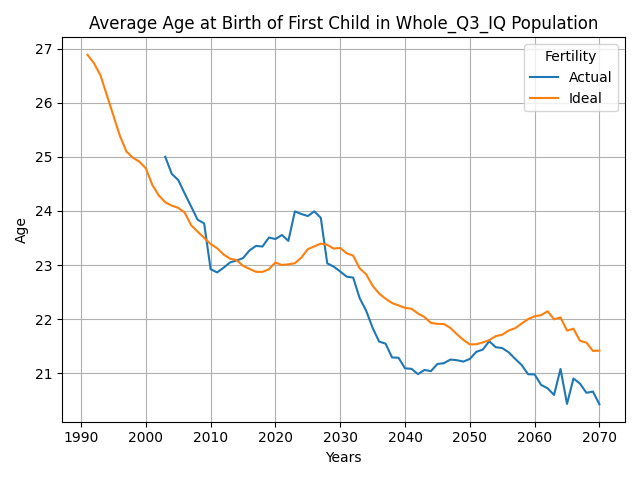 Average Age at Birth of First Child in Whole_Q3_IQ Population
Fertility
Actual
Ideal
Age
27
26
25
24
23
22
21
1990
2000
2010
2020
2030
2040
2050
2060
2070
Years